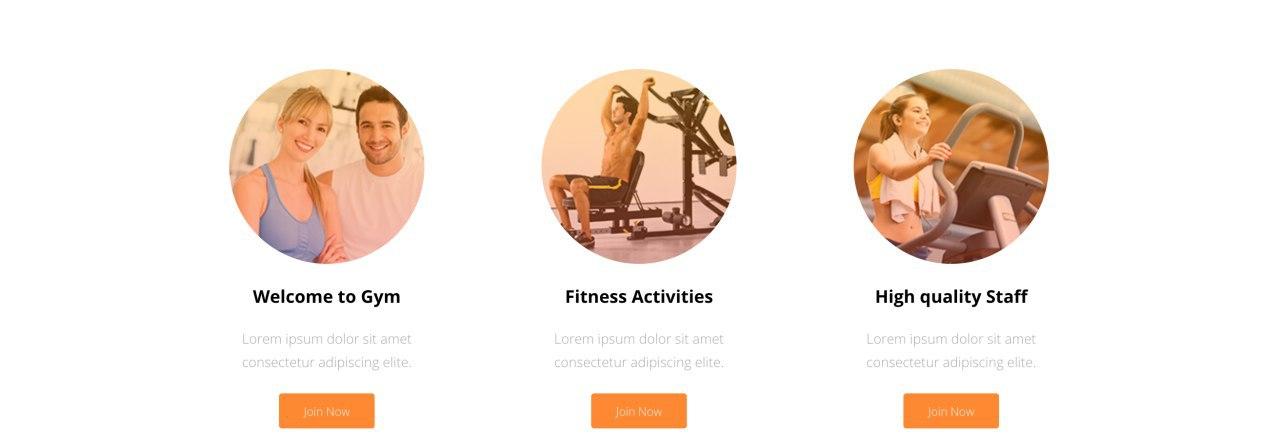 Welcome to Gym
Lorem ipsum dolor sit amet
consectetur adipiscing elite.
Join Now
Fitness Activities
Lorem ipsum dolor sit amet
consectetur adipiscing elite.
Join Now
High quality Staff
Lorem ipsum dolor sit amet
consectetur adipiscing elite.
Join Now